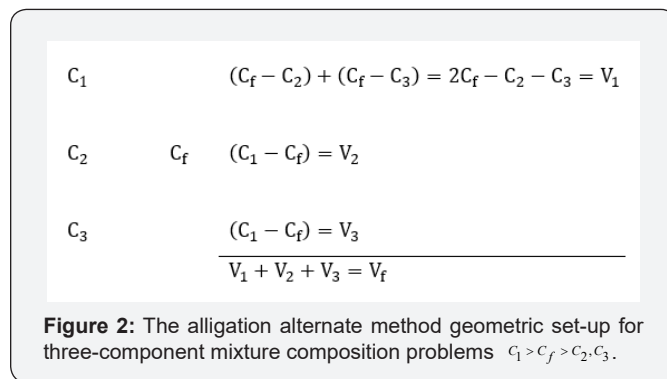 C₁ (C_f − C₂) + (C_f − C₃) = 2C_f − C₂ − C₃ = V₁
C₂ C_f (C₁ − C_f) = V₂
C₃ (C₁ − C_f) = V₃
V₁ + V₂ + V₃ = V_f
Figure 2: The alligation alternate method geometric set-up for
three-component mixture composition problems C₁ > C_f > C₂, C₃ .